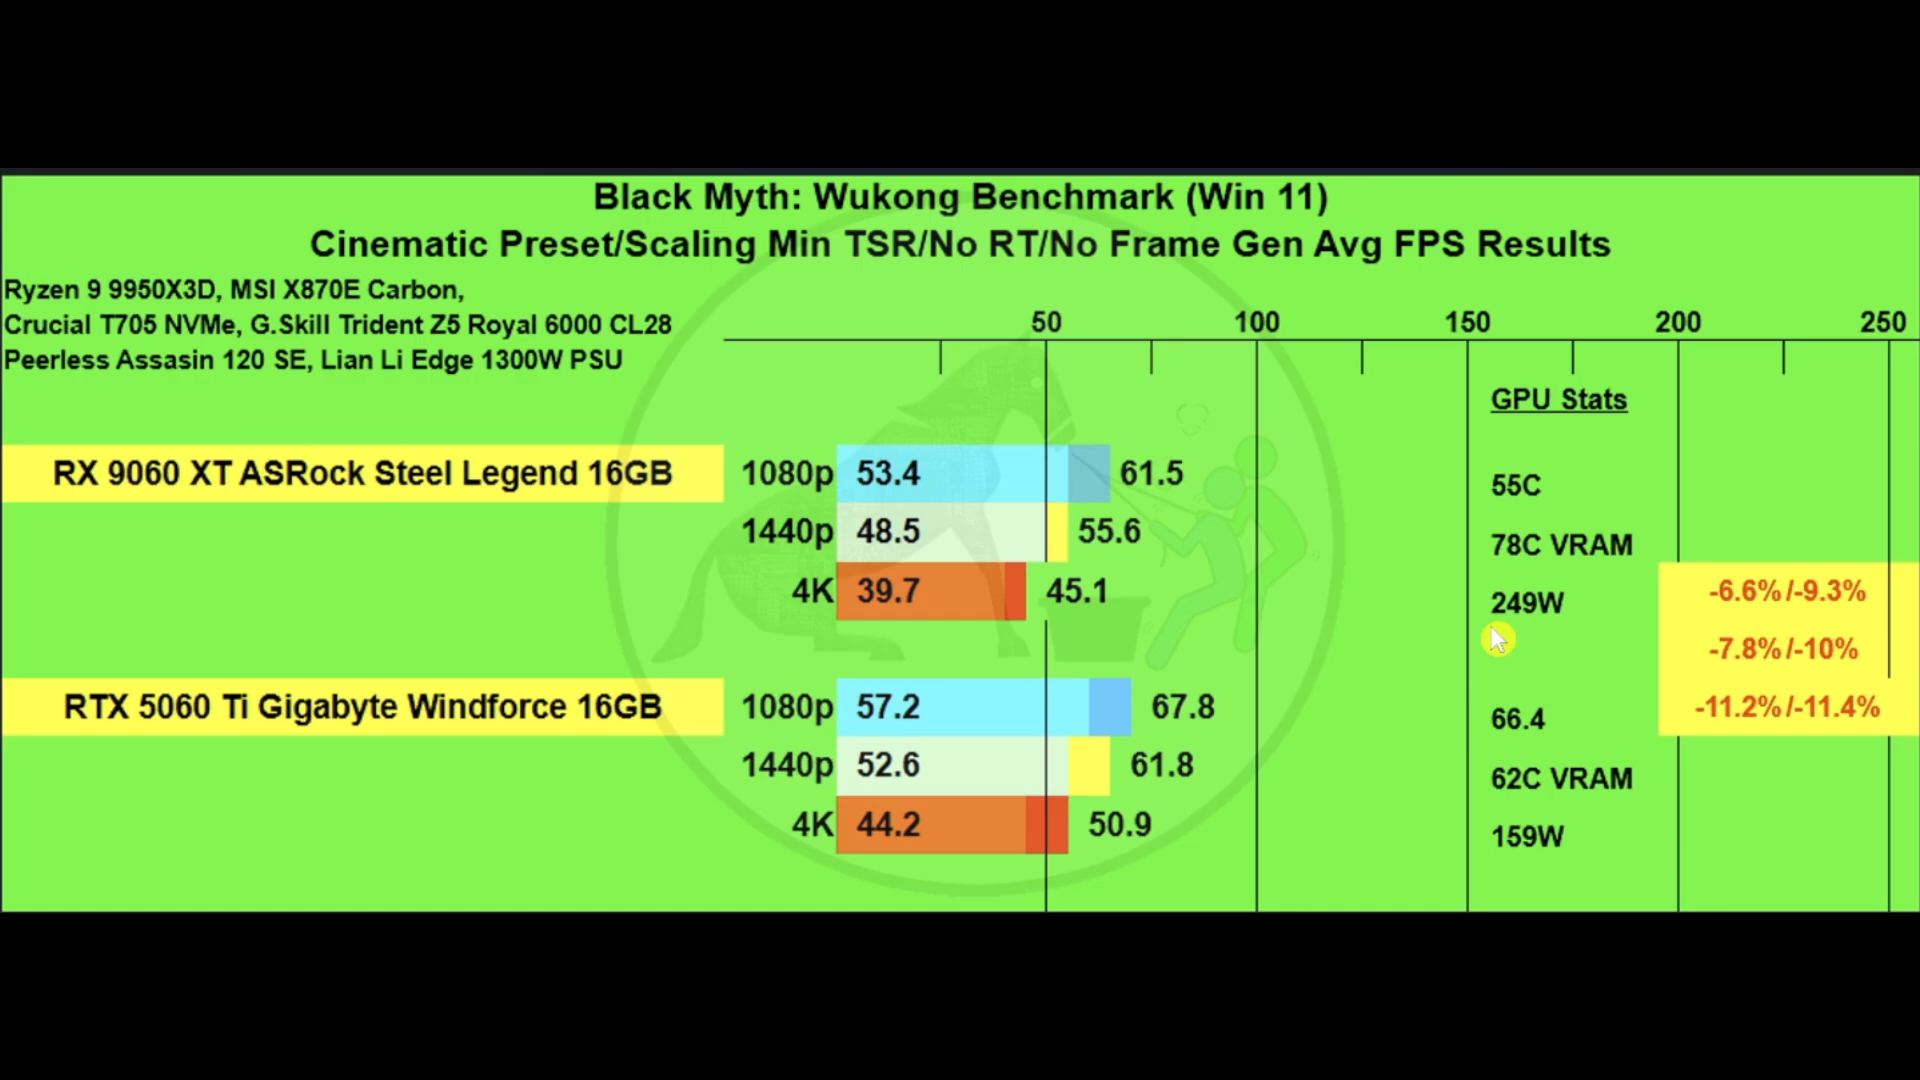 Black Myth: Wukong Benchmark (Win 11)
Cinematic Preset/Scaling Min TSR/No RT/No Frame Gen Avg FPS Results
Ryzen 9 9950X3D, MSI X870E Carbon,
Crucial T705 NVMe, G.Skill Trident Z5 Royal 6000 CL28
Peerless Assasin 120 SE, Lian Li Edge 1300W PSU
50 100 150 200 250
GPU Stats
RX 9060 XT ASRock Steel Legend 16GB 1080p 53.4 61.5 55C
1440p 48.5 55.6 78C VRAM
4K 39.7 45.1 249W -6.6%/-9.3%
-7.8%/-10%
RTX 5060 Ti Gigabyte Windforce 16GB 1080p 57.2 67.8 66.4 -11.2%/-11.4%
1440p 52.6 61.8 62C VRAM
4K 44.2 50.9 159W